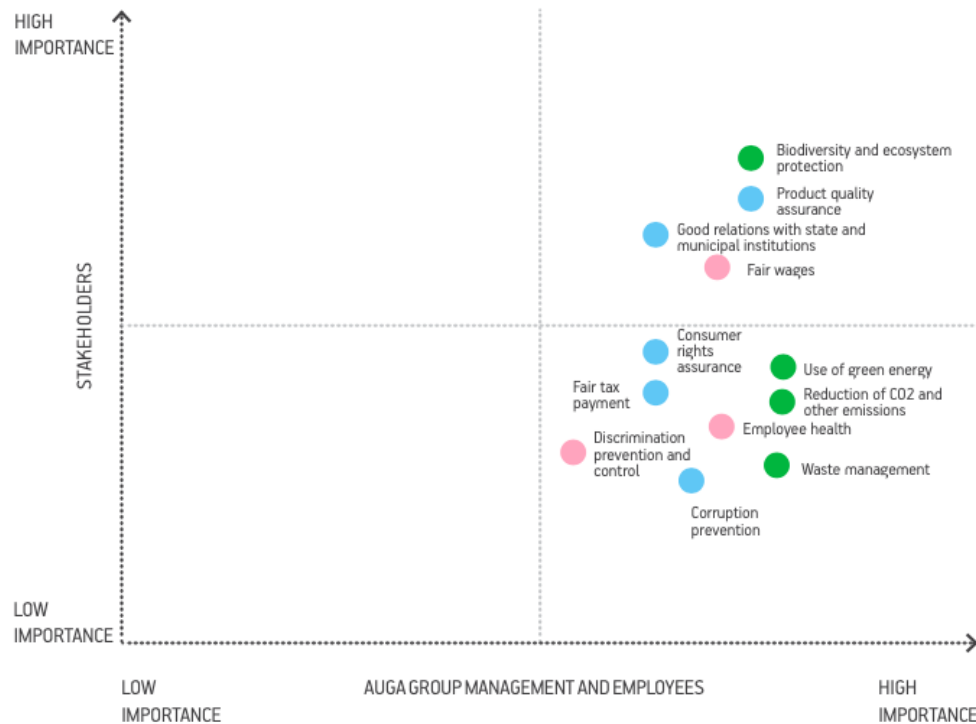 HIGH
IMPORTANCE
Biodiversity and ecosystem
protection
Product quality
assurance
Good relations with state and
municipal institutions
Fair wages
STAKEHOLDERS
Consumer
rights
assurance
Use of green energy
Fair tax
payment
Reduction of CO2 and
other emissions
Employee health
Discrimination
prevention and
control
Waste management
Corruption
prevention
LOW
IMPORTANCE
LOW
IMPORTANCE
AUGA GROUP MANAGEMENT AND EMPLOYEES
HIGH
IMPORTANCE